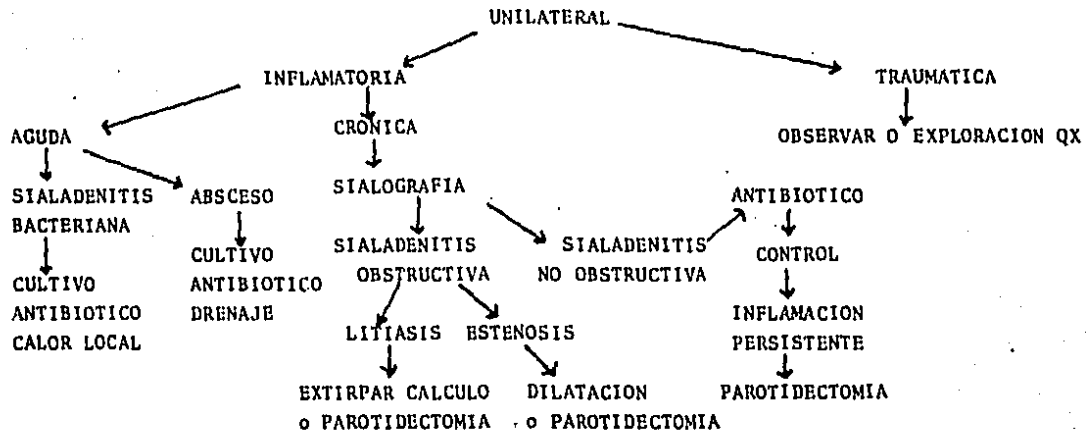 UNILATERAL
INFLAMATORIA
TRAUMATICA
CRONICA
AGUDA
OBSERVAR O EXPLORACION QX
SIALADENITIS
BACTERIANA
ABSCESO
SIALOGRAFIA
ANTIBIOTICO
CULTIVO
ANTIBIOTICO
DRENAJE
SIALADENITIS
OBSTRUCTIVA
SIALADENITIS
NO OBSTRUCTIVA
CONTROL
CULTIVO
ANTIBIOTICO
CALOR LOCAL
LITIASIS
ESTENOSIS
INFLAMACION
PERSISTENTE
EXTIRPAR CALCULO
o PAROTIDECTOMIA
DILATACION
o PAROTIDECTOMIA
PAROTIDECTOMIA